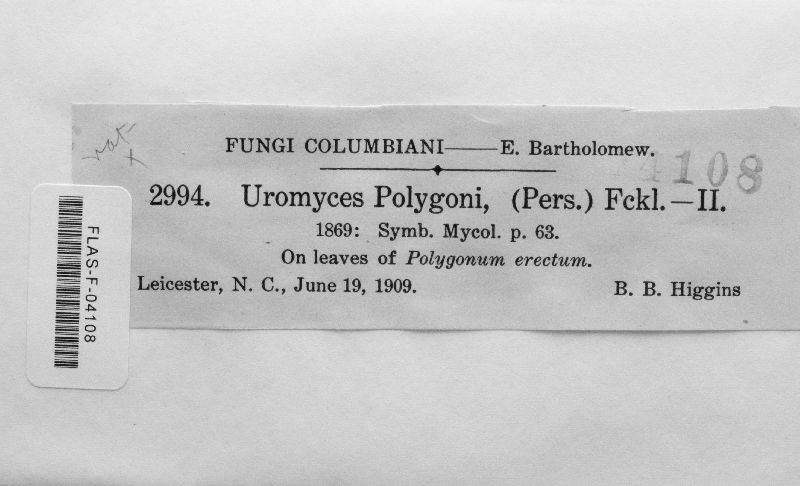 FUNGI COLUMBIANI——E. Bartholomew.
4108
2994. Uromyces Polygoni, (Pers.) Fckl.—II.
1869: Symb. Mycol. p. 63.
On leaves of Polygonum erectum.
Leicester, N. C., June 19, 1909. B. B. Higgins
FLAS-F-04108